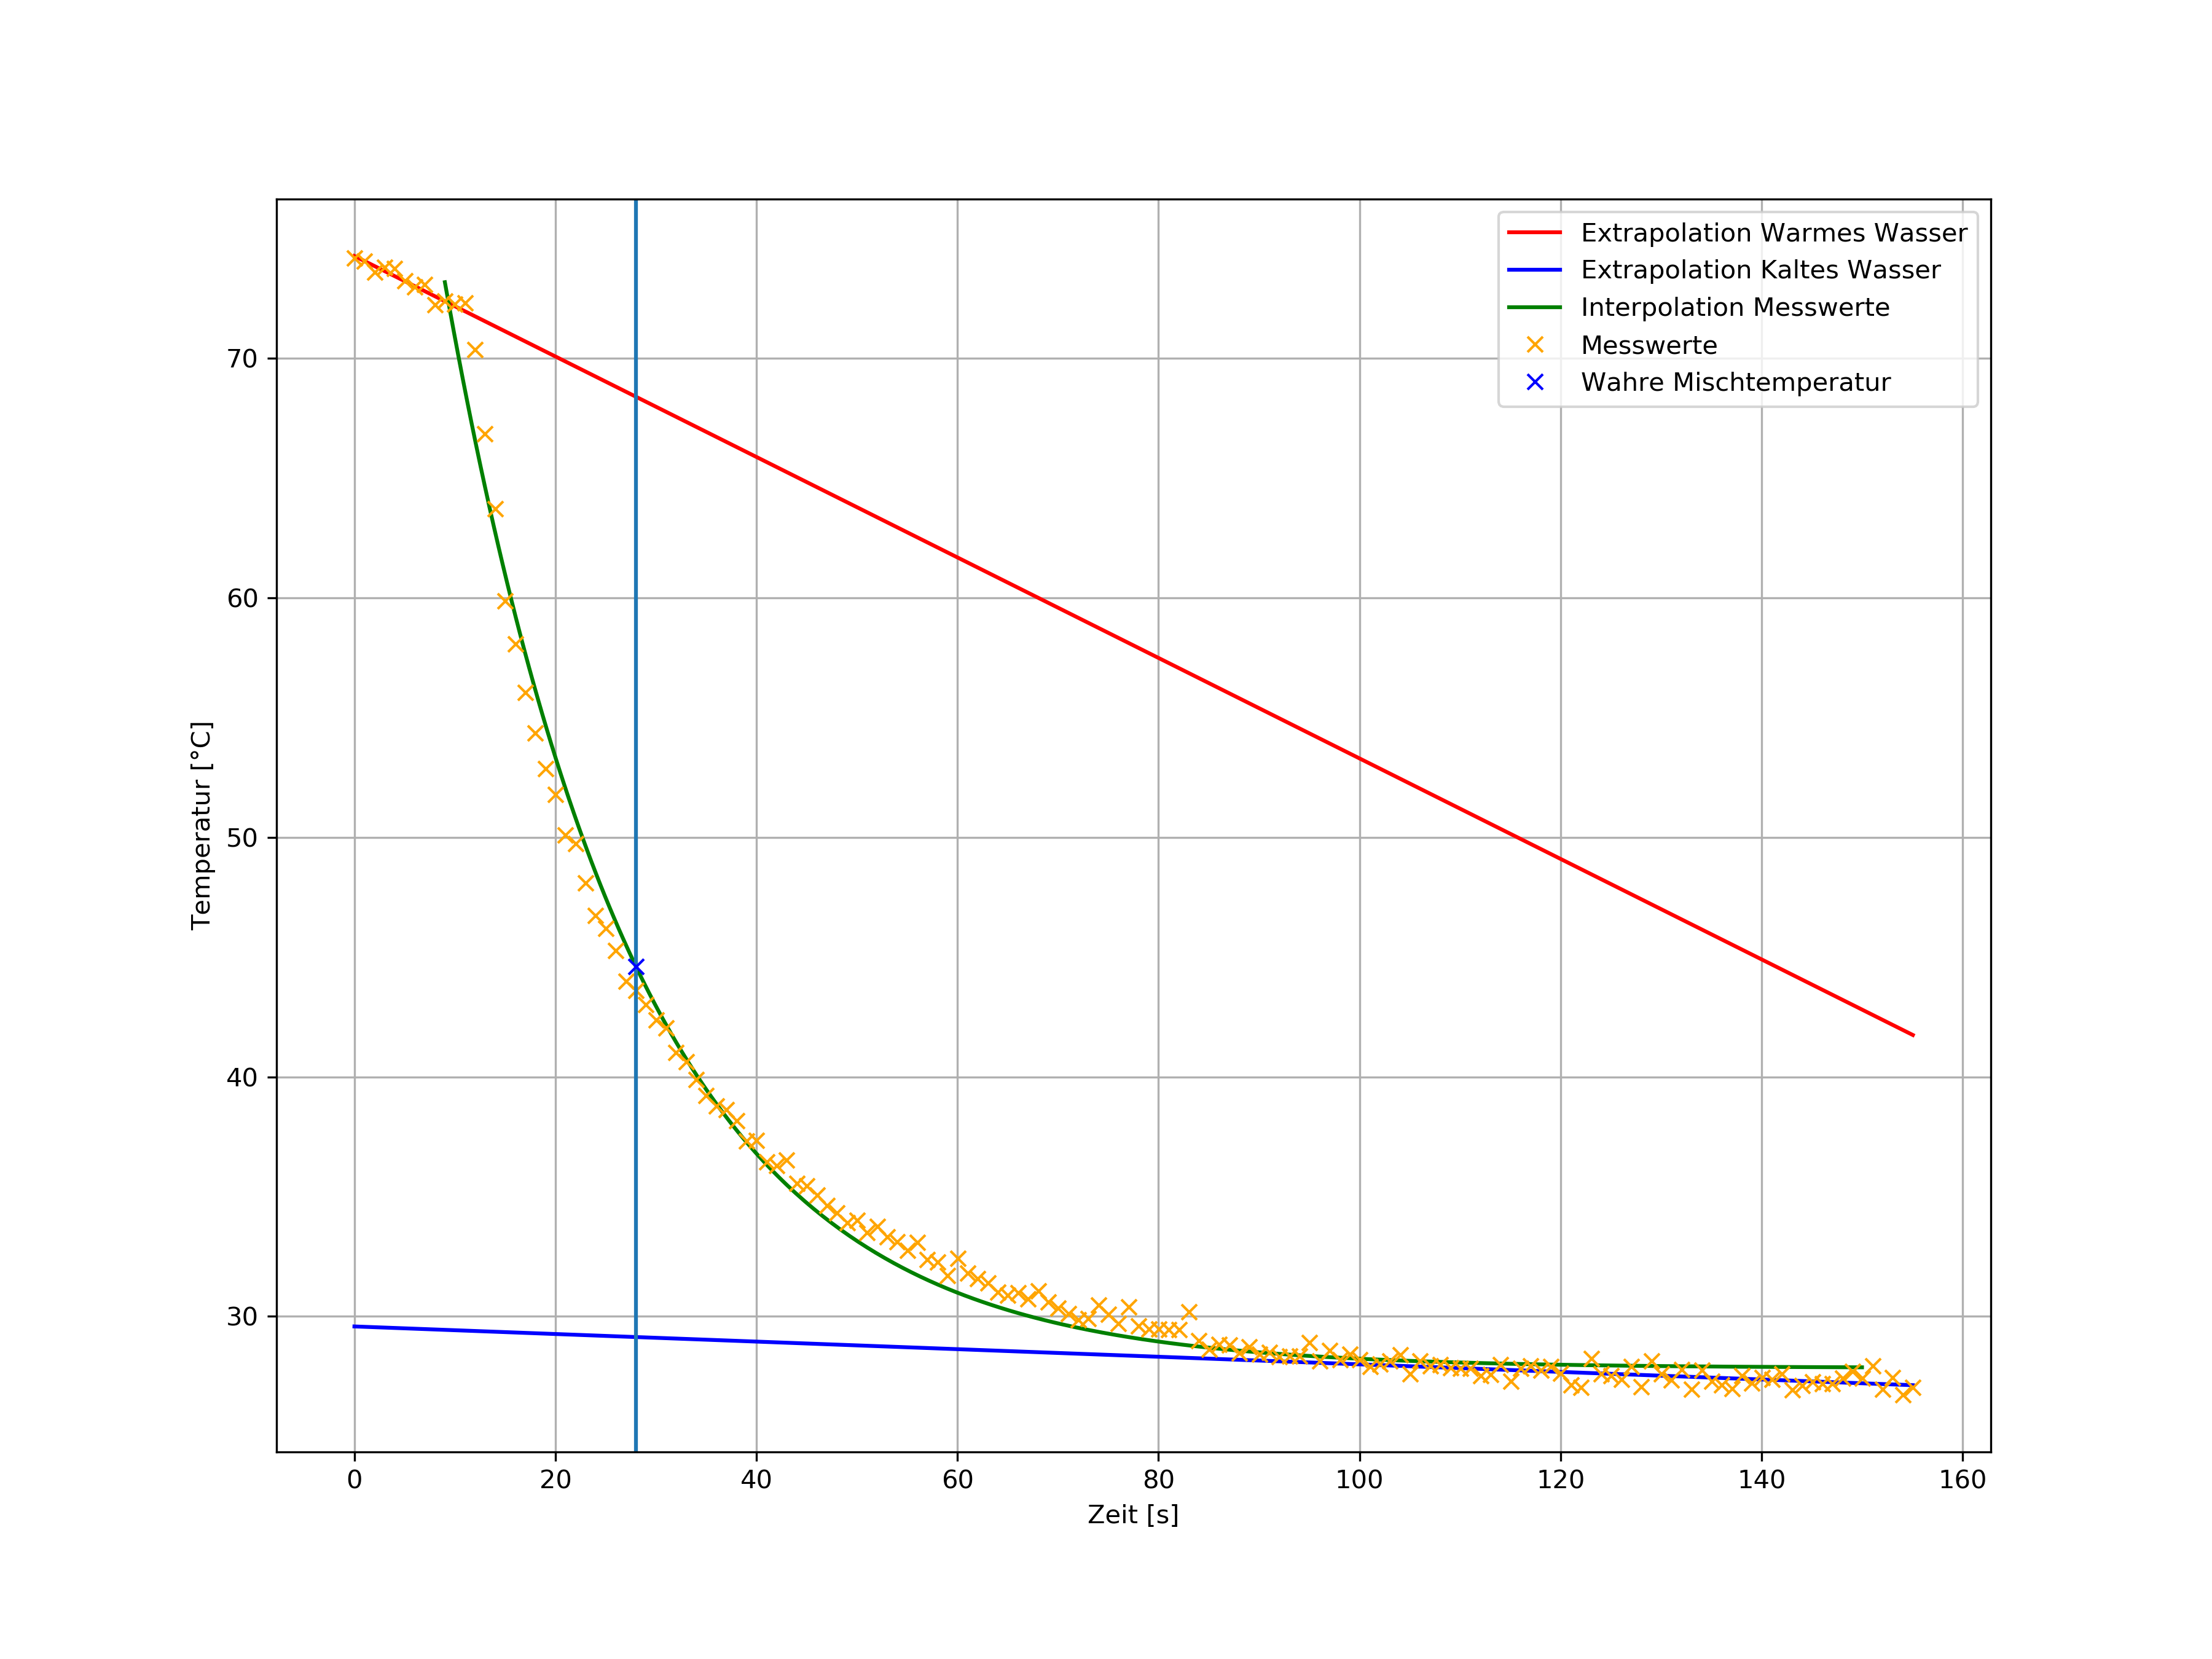 Extrapolation Warmes Wasser
Extrapolation Kaltes Wasser
Interpolation Messwerte
Messwerte
Wahre Mischtemperatur
70
60
50
40
30
Temperatur [°C]
0 20 40 60 80 100 120 140 160
Zeit [s]